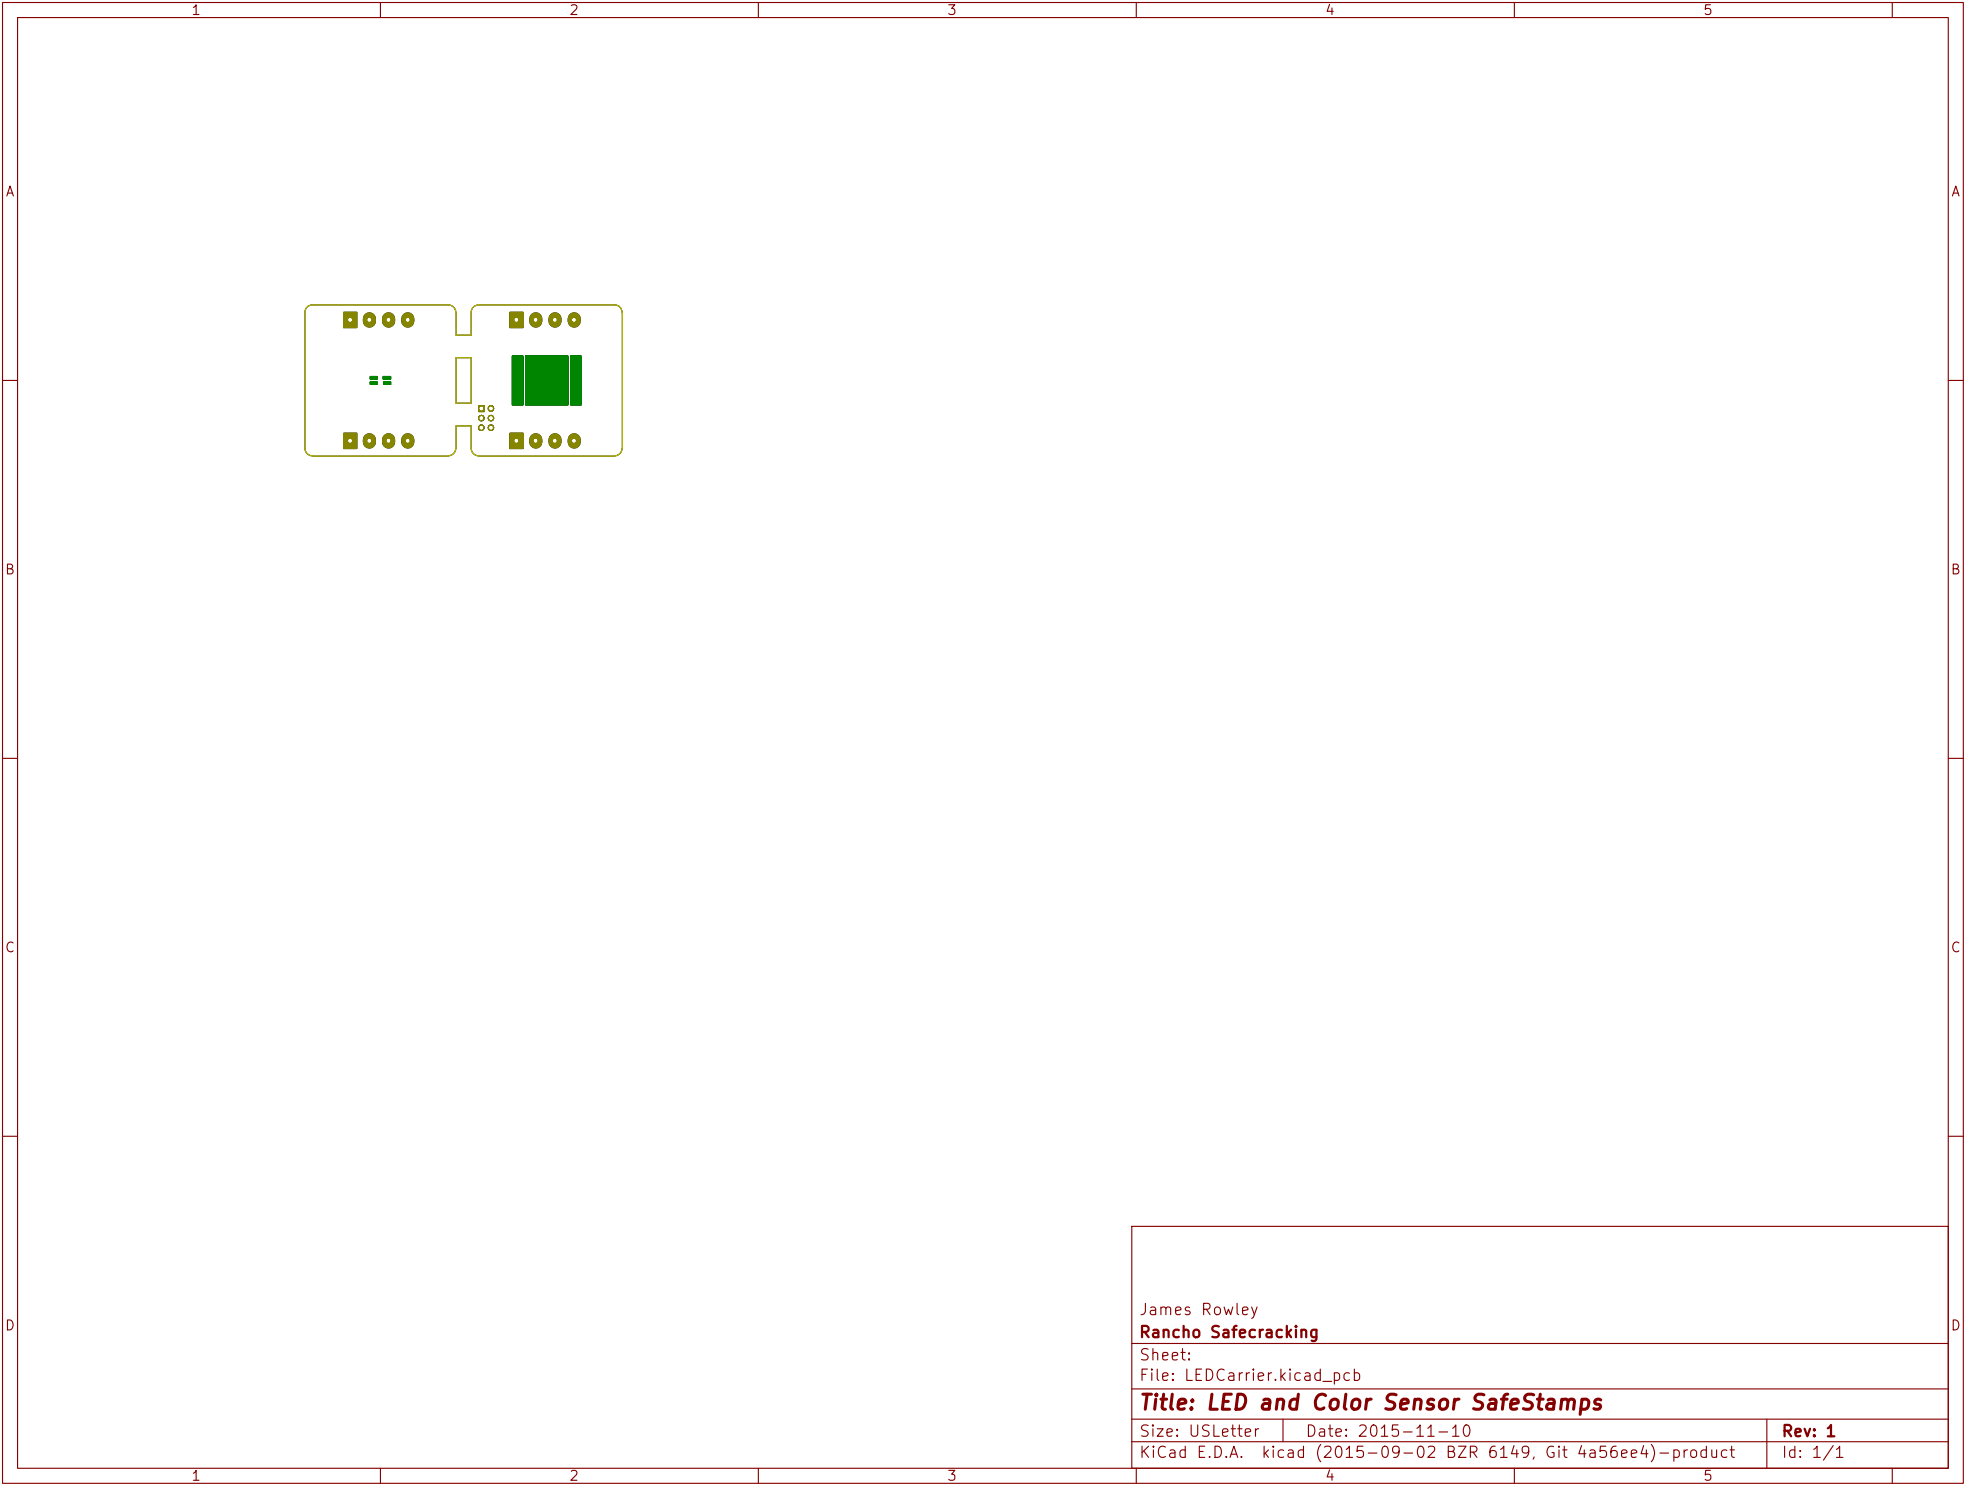 1 2 3 4 5
A A
B B
C C
D D
James Rowley
Rancho Safecracking
Sheet:
File: LEDCarrier.kicad_pcb
Title: LED and Color Sensor SafeStamps
Size: USLetter Date: 2015-11-10 Rev: 1
KiCad E.D.A. kicad (2015-09-02 BZR 6149, Git 4a56ee4)-product Id: 1/1
1 2 3 4 5